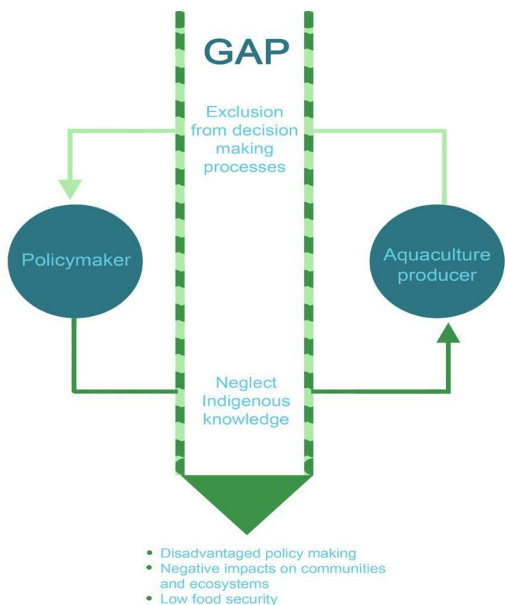 GAP
Exclusion
from decision
making
processes
Policymaker
Aquaculture
producer
Neglect
Indigenous
knowledge
• Disadvantaged policy making
• Negative impacts on communities
and ecosystems
• Low food security